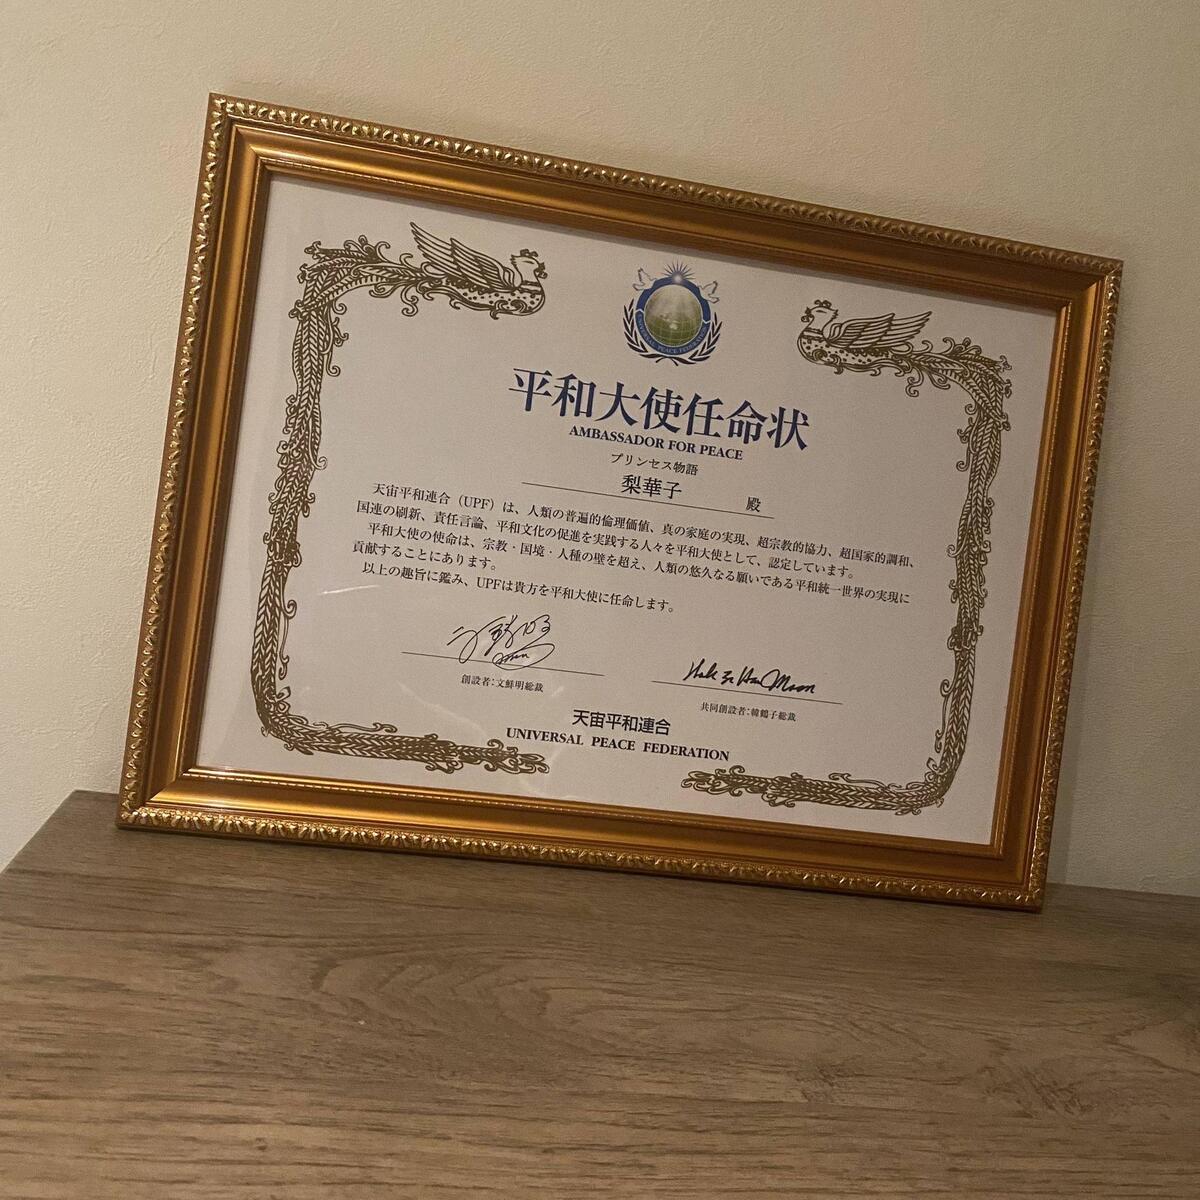 UNIVERSAL PEACE FEDERATION
平和大使任命状
AMBASSADOR FOR PEACE
プリンセス物語
梨華子 殿
天宙平和連合（UPF）は、人類の普遍的倫理価値、真の家庭の実現、超宗教的協力、超国家的調和、
国連の刷新、責任言論、平和文化の促進を実践する人々を平和大使として、認定しています。
平和大使の使命は、宗教・国境・人種の壁を超え、人類の悠久なる願いである平和統一世界の実現に
貢献することにあります。
以上の趣旨に鑑み、UPFは貴方を平和大使に任命します。
Hak Ja Han Moon
創設者：文鮮明総裁
共同創設者：韓鶴子総裁
天宙平和連合
UNIVERSAL PEACE FEDERATION